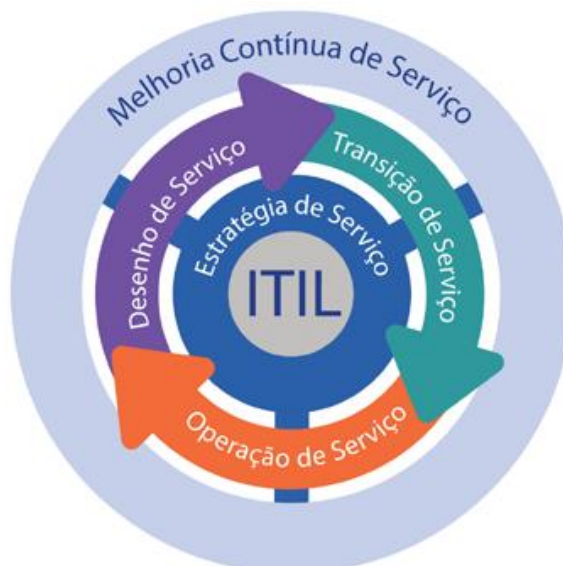 Melhoria Contínua de Serviço
Desenho de Serviço
Transição de Serviço
Estratégia de Serviço
ITIL
Operação de Serviço